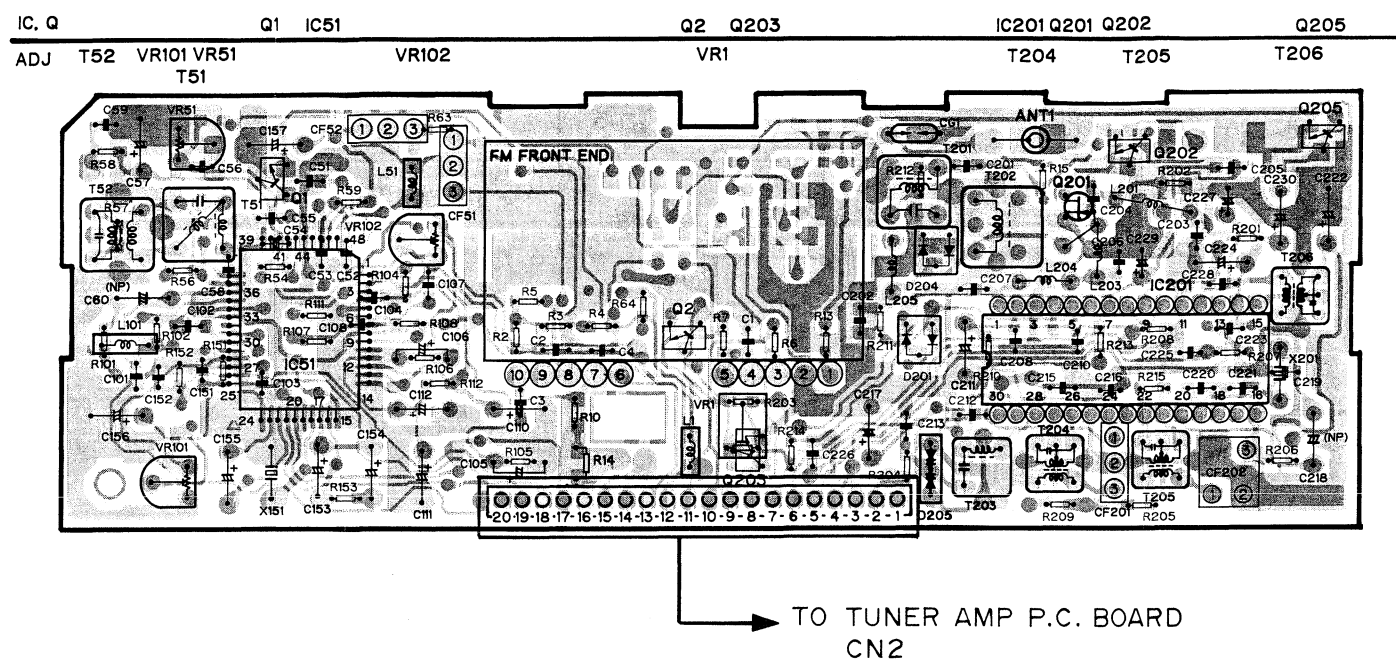 IC, Q Q1 IC51 Q2 Q203 IC201 Q201 Q202 Q205
ADJ T52 VR101 VR51 VR102 VR1 T204 T205 T206
T51
C59 VR51 C157 CF52 1 2 3 R63 CG1 ANT1 Q205
1
R58 C57 C56 C51 L51 2 FM FRONT END T201 C201 R15 Q202 C205 C230 C222
T52 T51 Q1 R59 3 R212 T202 Q201 L201 R202
R57 C55 VR102 CF51 C204 C227
C54 C203
39 41 44 48 C229 C224 R201
R56 R54 C53 C52 R104 D204 C207 L204 C228 T206
(NP) C58 36 3 C107 R5 R64 C202 L205 L203 IC201
C60 C102 R111 C104
L101 33 R107 C108 6 R108 R3 R4 Q2 R7 C1 R13 1 3 5 7 9 11 13 15
R101 R102 R152 R151 30 9 C106 R2 C2 C4 R6 R211 C208 C210 R213 R208 C225 C223
C101 C152 C151 27 IC51 12 R106 D201 R207 X201
25 C103 R112 10 9 8 7 6 5 4 3 2 1 C211 R210 C215 C216 R215 C220 C221 C219
14 C112 C3 VR1 R203 C217 30 28 26 24 22 20 18 16
C156 24 20 17 15 C110 R10 R214 C213 C212 T204 (NP)
VR101 C155 C154 C105 R105 R14 L1 C226 1 2 3 CF202 3 R206
X151 C153 R153 C111 Q203 R204 T205 1 2 C218
20-19-18-17-16-15-14-13-12-11-10-9-8-7-6-5-4-3-2-1 D205 T203 R209 CF201 R205
TO TUNER AMP P.C. BOARD
CN2